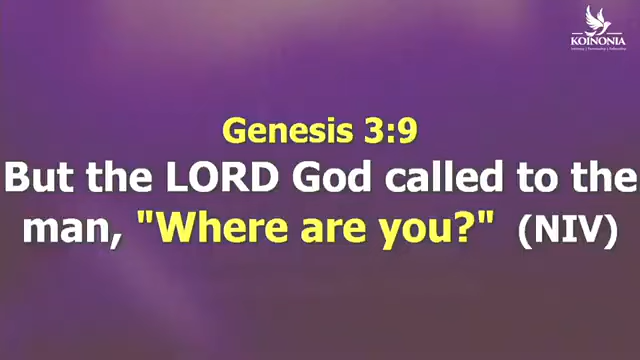 KOINONIA
Genesis 3:9
But the LORD God called to the
man, "Where are you?" (NIV)